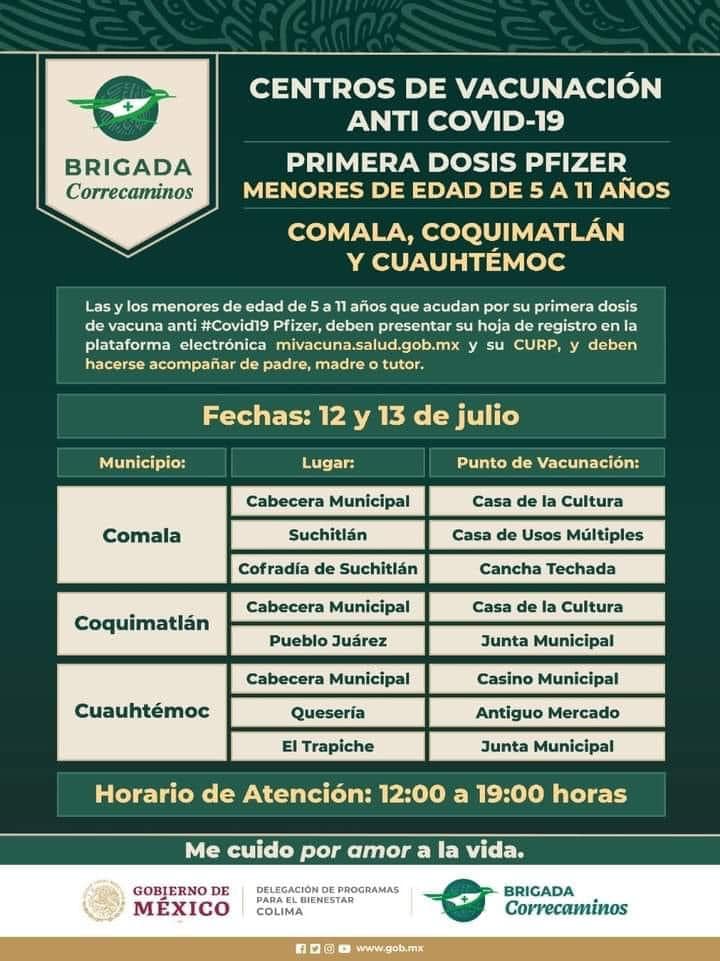 BRIGADA
Correcaminos
CENTROS DE VACUNACIÓN
ANTI COVID-19
PRIMERA DOSIS PFIZER
MENORES DE EDAD DE 5 A 11 AÑOS
COMALA, COQUIMATLÁN
Y CUAUHTÉMOC
Las y los menores de edad de 5 a 11 años que acudan por su primera dosis
de vacuna anti #Covid19 Pfizer, deben presentar su hoja de registro en la
plataforma electrónica mivacuna.salud.gob.mx y su CURP, y deben
hacerse acompañar de padre, madre o tutor.
Fechas: 12 y 13 de julio
Municipio: Lugar: Punto de Vacunación:
Comala
Cabecera Municipal Casa de la Cultura
Suchitlán Casa de Usos Múltiples
Cofradía de Suchitlán Cancha Techada
Coquimatlán
Cabecera Municipal Casa de la Cultura
Pueblo Juárez Junta Municipal
Cuauhtémoc
Cabecera Municipal Casino Municipal
Quesería Antiguo Mercado
El Trapiche Junta Municipal
Horario de Atención: 12:00 a 19:00 horas
Me cuido por amor a la vida.
GOBIERNO DE
MÉXICO
DELEGACIÓN DE PROGRAMAS
PARA EL BIENESTAR
COLIMA
BRIGADA
Correcaminos
www.gob.mx